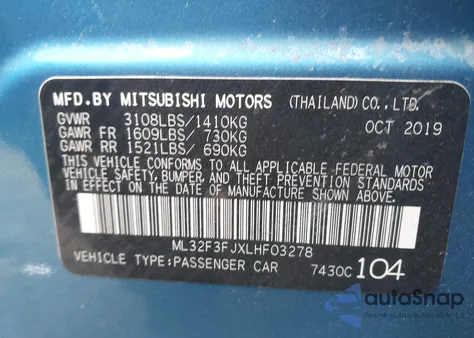 MFD.BY MITSUBISHI MOTORS (THAILAND) CO., LTD.
GVWR 3108LBS/1410KG OCT 2019
GAWR FR 1609LBS/ 730KG
GAWR RR 1521LBS/ 690KG
THIS VEHICLE CONFORMS TO ALL APPLICABLE FEDERAL MOTOR
VEHICLE SAFETY, BUMPER, AND THEFT PREVENTION STANDARDS
IN EFFECT ON THE DATE OF MANUFACTURE SHOWN ABOVE.
ML32F3FJXLHF03278
VEHICLE TYPE:PASSENGER CAR 7430C 104
autoSnap